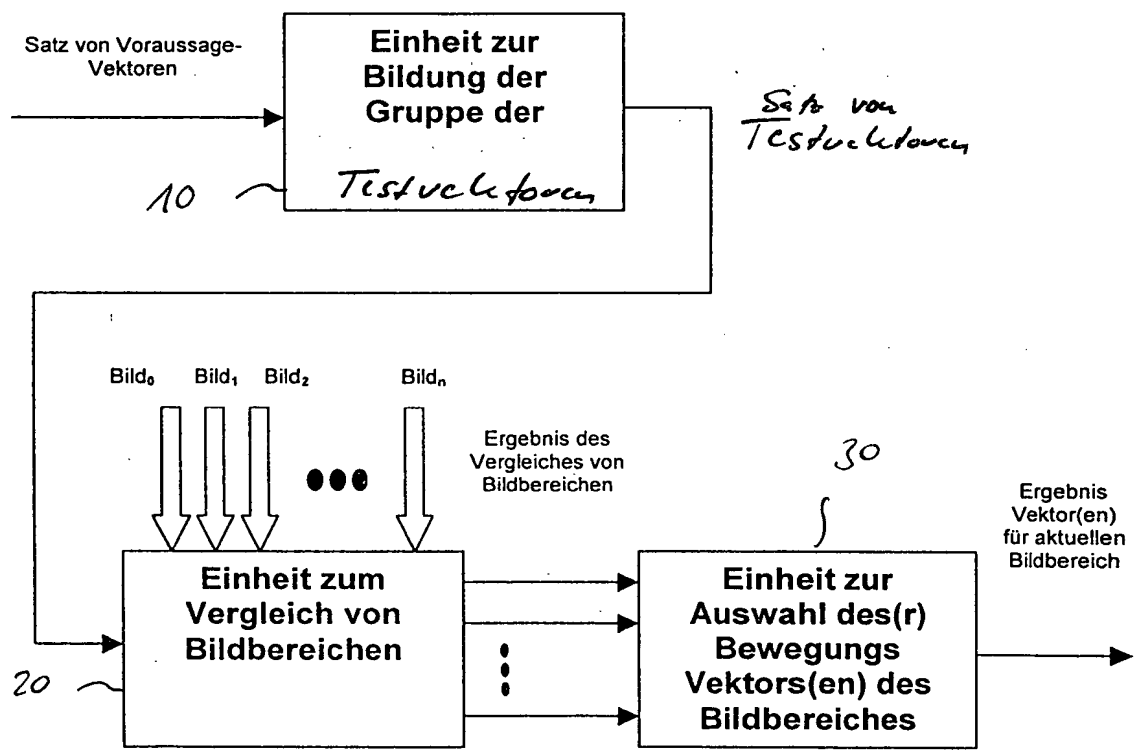 Satz von Voraussage-
Vektoren
Einheit zur
Bildung der
Gruppe der
Testvektoren
10
Satz von
Testvektoren
Bild₀ Bild₁ Bild₂ Bildₙ
Ergebnis des
Vergleiches von
Bildbereichen
30
Ergebnis
Vektor(en)
für aktuellen
Bildbereich
Einheit zum
Vergleich von
Bildbereichen
20
Einheit zur
Auswahl des(r)
Bewegungs
Vektors(en) des
Bildbereiches